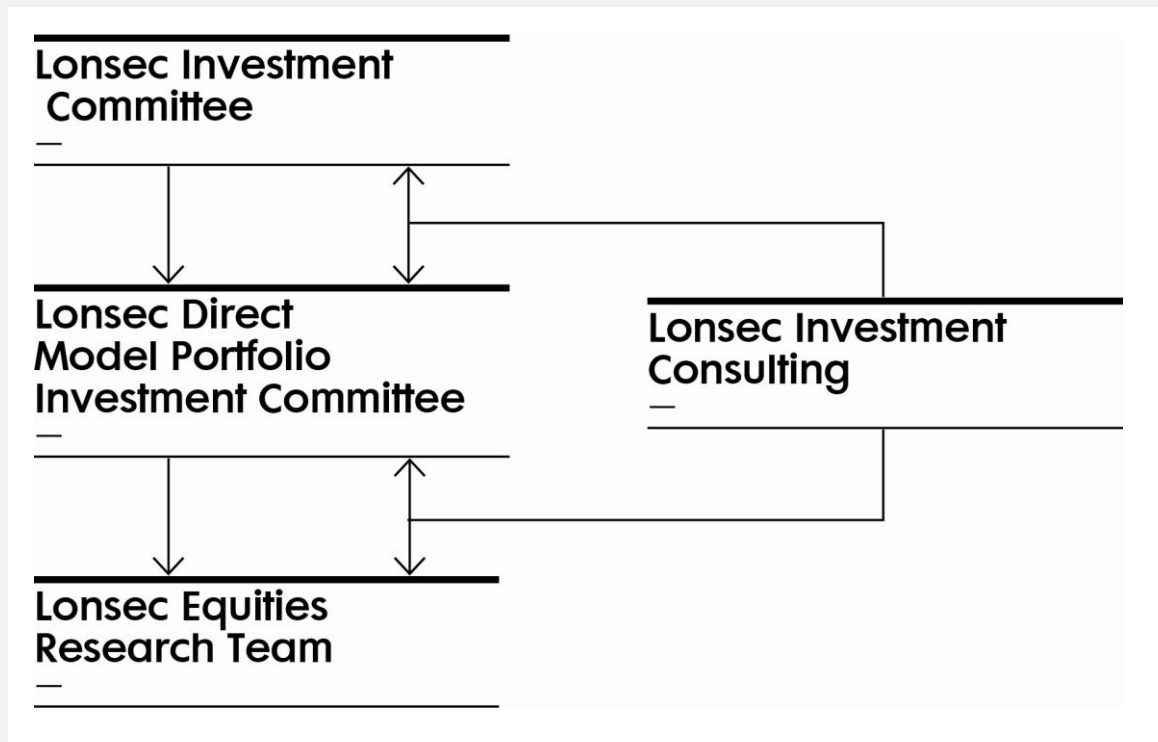 Lonsec Investment
Committee
Lonsec Direct
Model Portfolio
Investment Committee
Lonsec Investment
Consulting
Lonsec Equities
Research Team